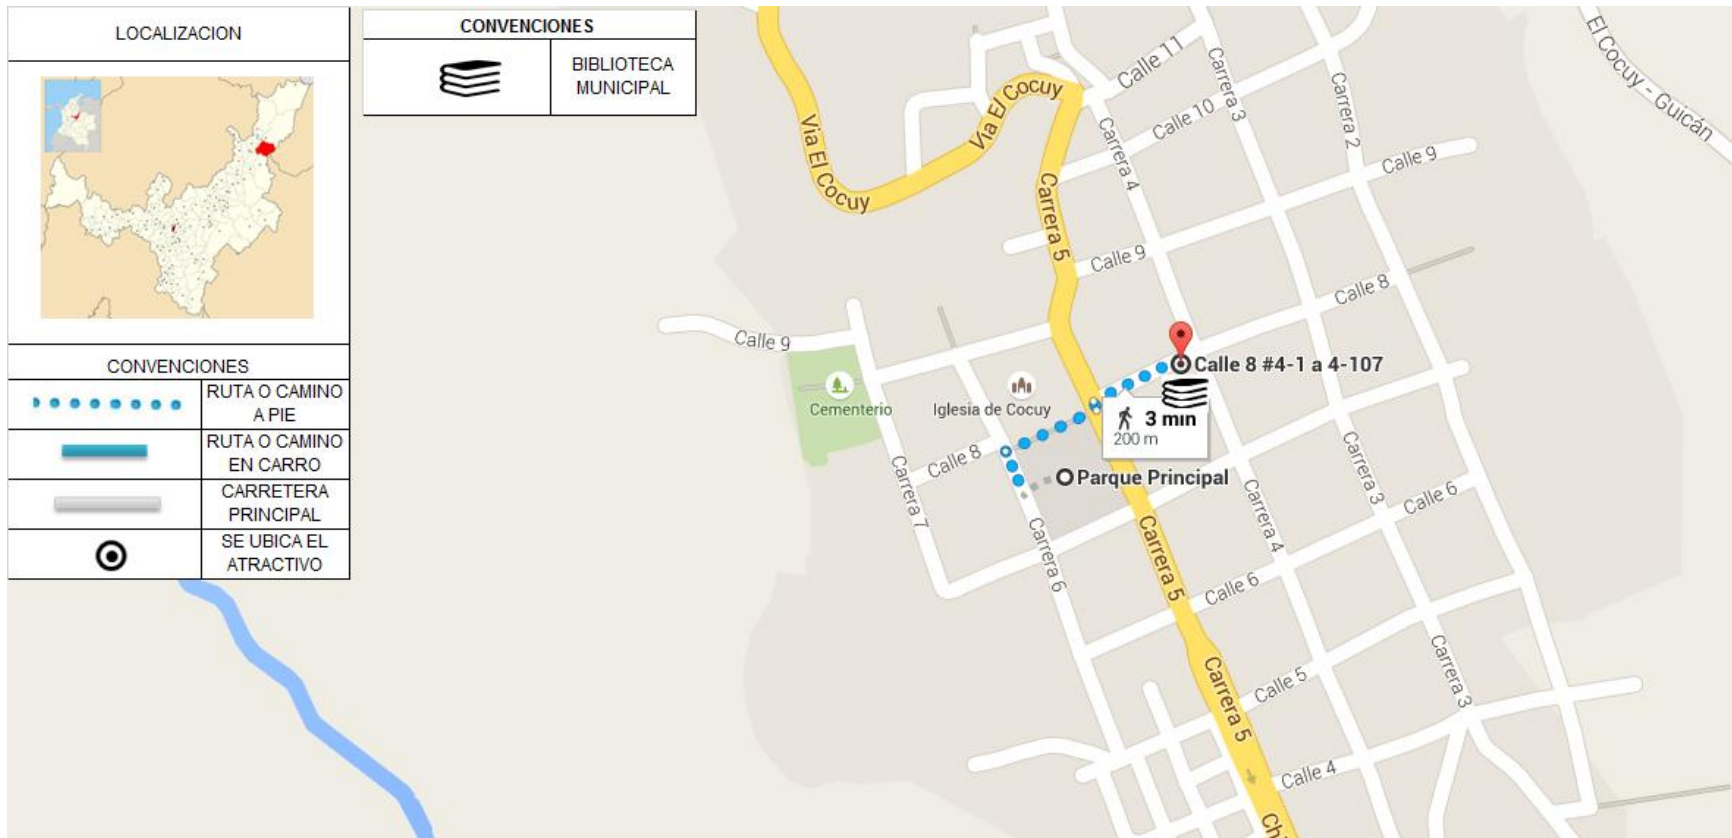 LOCALIZACION
CONVENCIONES
RUTA O CAMINO
A PIE
RUTA O CAMINO
EN CARRO
CARRETERA
PRINCIPAL
SE UBICA EL
ATRACTIVO
CONVENCIONES
BIBLIOTECA
MUNICIPAL
Via El Cocuy
Via El Cocuy
Calle 11
Carrera 3
Carrera 2
El Cocuy - Guicán
Calle 10
Carrera 4
Calle 9
Carrera 5
Calle 9
Calle 8
Calle 9
Calle 8 #4-1 a 4-107
Cementerio
Iglesia de Cocuy
3 min
200 m
Calle 8
Parque Principal
Carrera 7
Carrera 3
Calle 6
Carrera 4
Carrera 6
Carrera 5
Calle 6
Calle 5
Carrera 3
Carrera 5
Calle 4